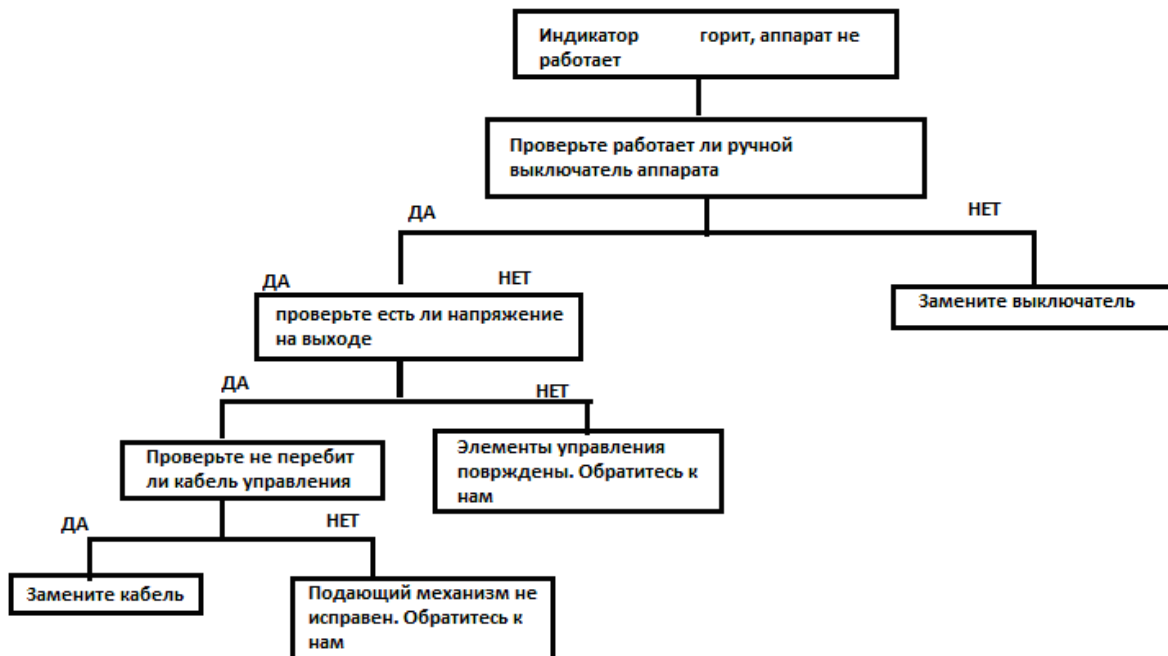 Индикатор горит, аппарат не
работает
Проверьте работает ли ручной
выключатель аппарата
ДА
НЕТ
ДА
НЕТ
проверьте есть ли напряжение
на выходе
Замените выключатель
ДА
НЕТ
Проверьте не перебит
ли кабель управления
Элементы управления
поврждены. Обратитесь к
нам
ДА
НЕТ
Замените кабель
Подающий механизм не
исправен. Обратитесь к
нам